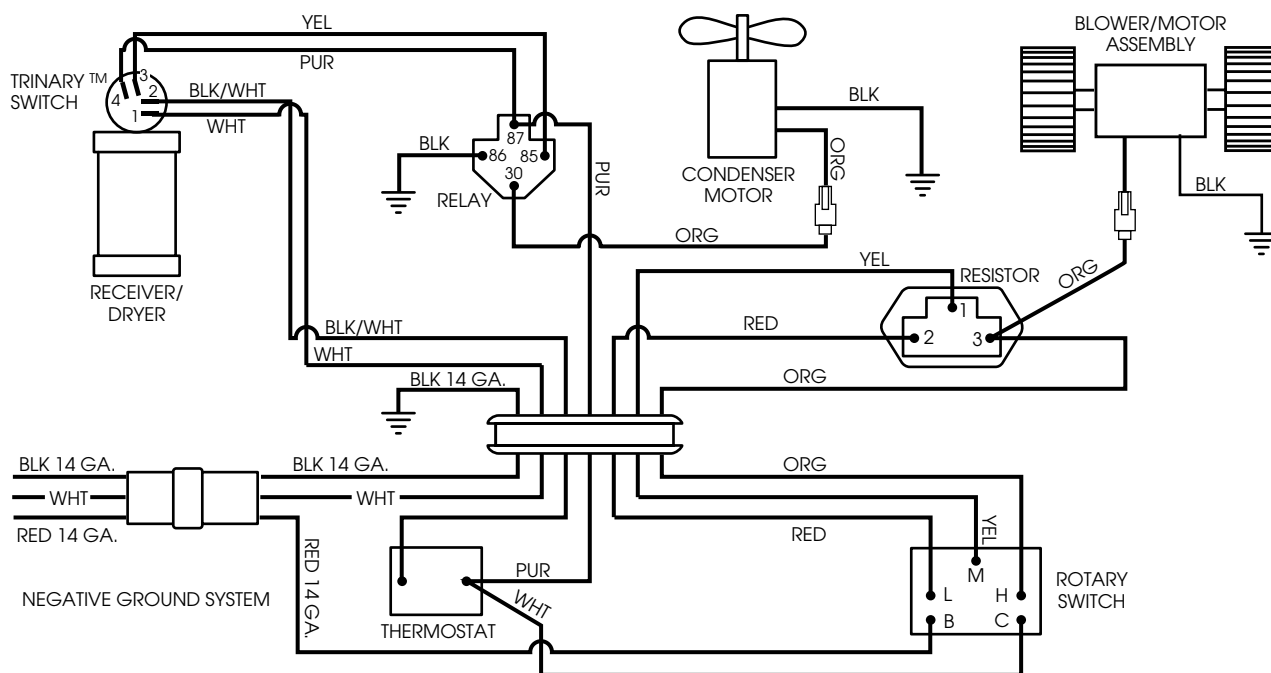 YEL
PUR
TRINARY ™
SWITCH
3
4
2
1
BLK/WHT
WHT
RECEIVER/
DRYER
BLK
87
86
85
30
RELAY
PUR
ORG
CONDENSER
MOTOR
BLK
ORG
BLOWER/MOTOR
ASSEMBLY
BLK
ORG
YEL
RESISTOR
1
2
3
RED
ORG
BLK/WHT
WHT
BLK 14 GA.
BLK 14 GA.
WHT
RED 14 GA.
BLK 14 GA.
WHT
RED 14 GA.
NEGATIVE GROUND SYSTEM
THERMOSTAT
PUR
WHT
ORG
RED
YEL
M
L
H
B
C
ROTARY
SWITCH